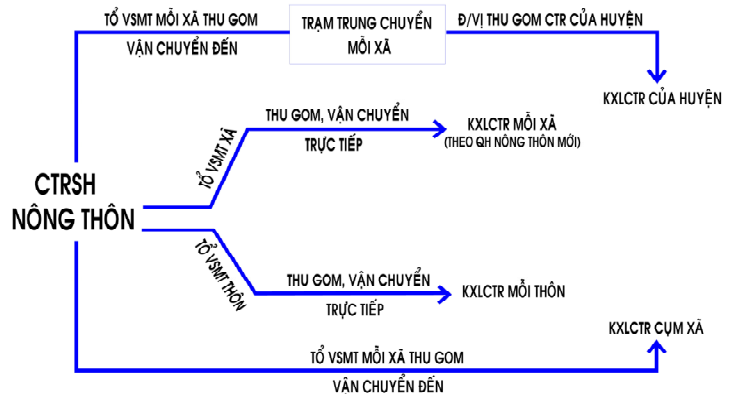 TỔ VSMT MỖI XÃ THU GOM
VẬN CHUYỂN ĐẾN
TRẠM TRUNG CHUYỂN
MỖI XÃ
Đ/VỊ THU GOM CTR CỦA HUYỆN
KXLCTR CỦA HUYỆN
THU GOM, VẬN CHUYỂN
TRỰC TIẾP
TỔ VSMT XÃ
KXLCTR MỖI XÃ
(THEO QH NÔNG THÔN MỚI)
CTRSH
NÔNG THÔN
TỔ VSMT THÔN
THU GOM, VẬN CHUYỂN
TRỰC TIẾP
KXLCTR MỖI THÔN
KXLCTR CỤM XÃ
TỔ VSMT MỖI XÃ THU GOM
VẬN CHUYỂN ĐẾN